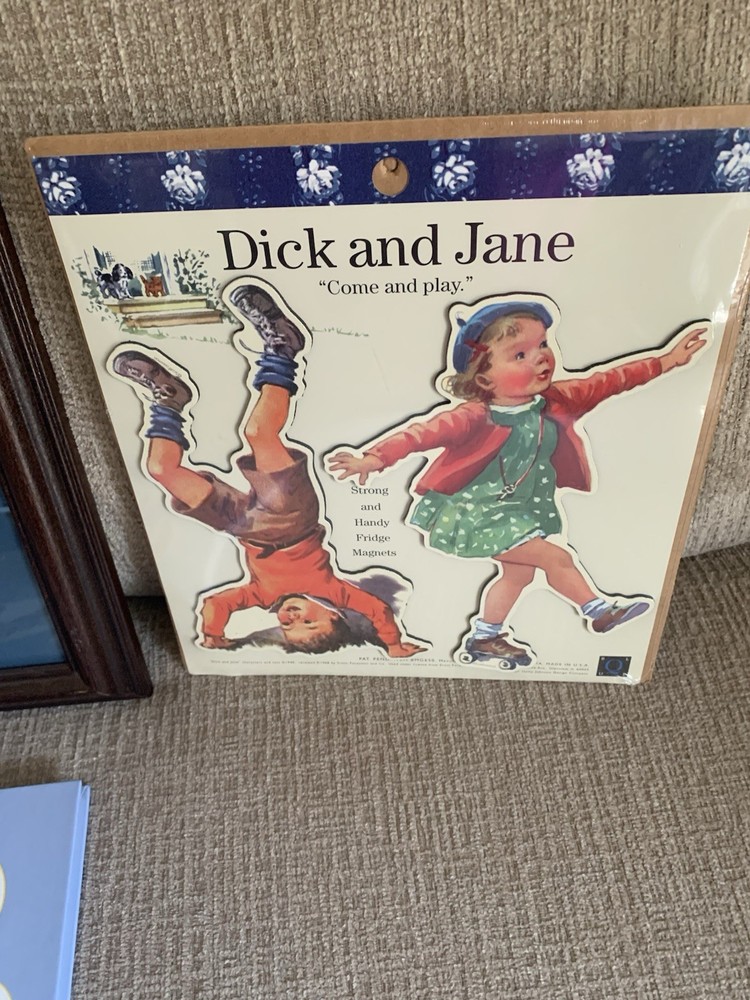 Dick and Jane
“Come and play.”
Strong
and
Handy
Fridge
Magnets
MADE IN U.S.A.
Q